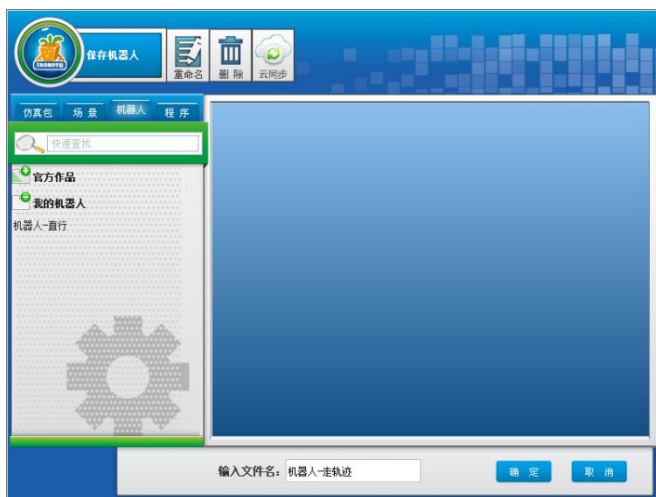 保存机器人
重命名
删 除
云同步
IROBOTQ
仿真包 场 景 机器人 程 序
快速查找
官方作品
我的机器人
机器人-直行
输入文件名: 机器人-走轨迹
确 定
取 消